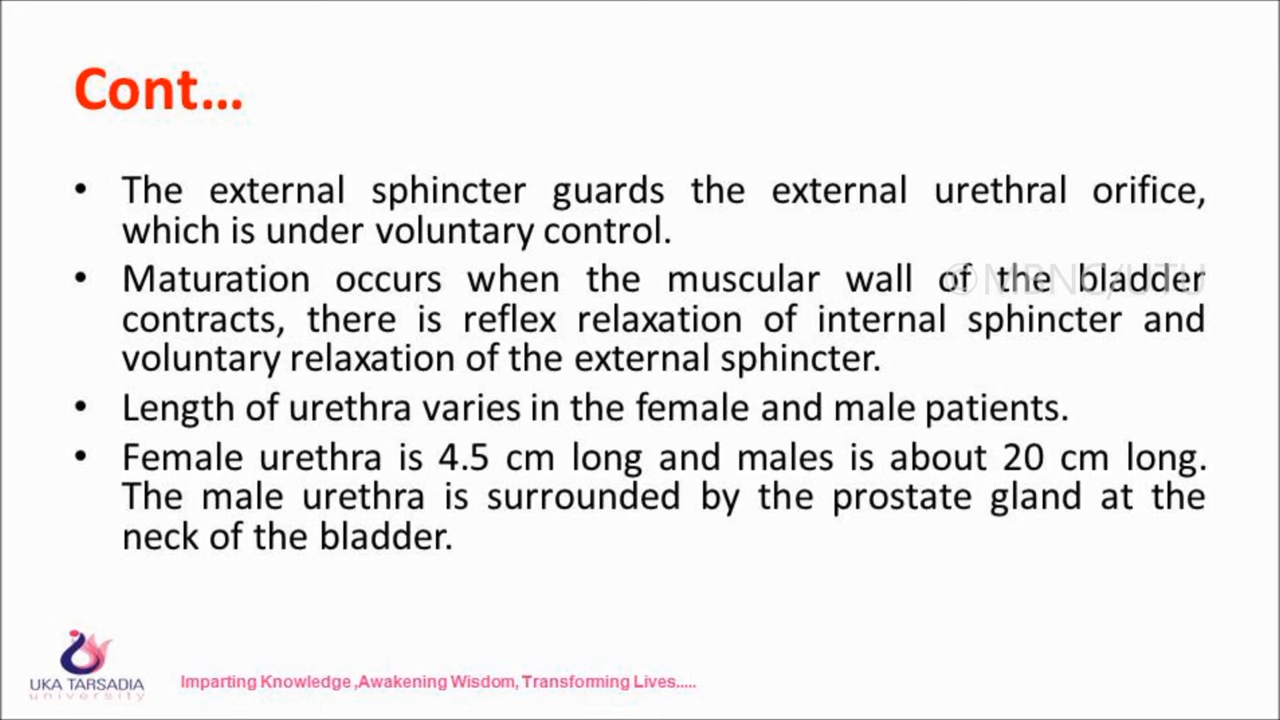 Cont...
• The external sphincter guards the external urethral orifice,
which is under voluntary control.
©MBNC/UTU
• Maturation occurs when the muscular wall of the bladder
contracts, there is reflex relaxation of internal sphincter and
voluntary relaxation of the external sphincter.
• Length of urethra varies in the female and male patients.
• Female urethra is 4.5 cm long and males is about 20 cm long.
The male urethra is surrounded by the prostate gland at the
neck of the bladder.
UKA TARSADIA
university
Imparting Knowledge ,Awakening Wisdom, Transforming Lives.....